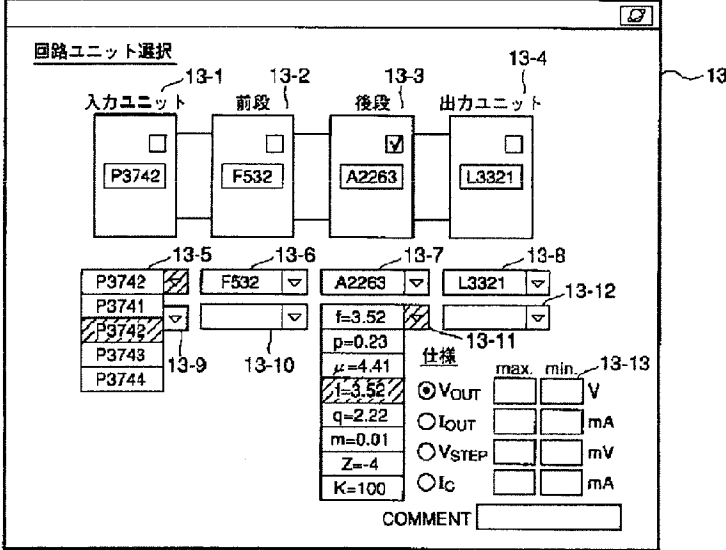 回路ユニット選択
13-1 13-2 13-3 13-4 13
入力ユニット 前段 後段 出力ユニット
P3742 F532 A2263 L3321
13-5 13-6 13-7 13-8
P3742 F532 A2263 L3321
P3741
P3742
P3743
P3744
13-9 13-10 13-11 13-12
f=3.52
p=0.23
μ=4.41
f=3.52
q=2.22
m=0.01
Z=-4
K=100
仕様
max. min. 13-13
VOUT V
IOUT mA
VSTEP mV
IC mA
COMMENT